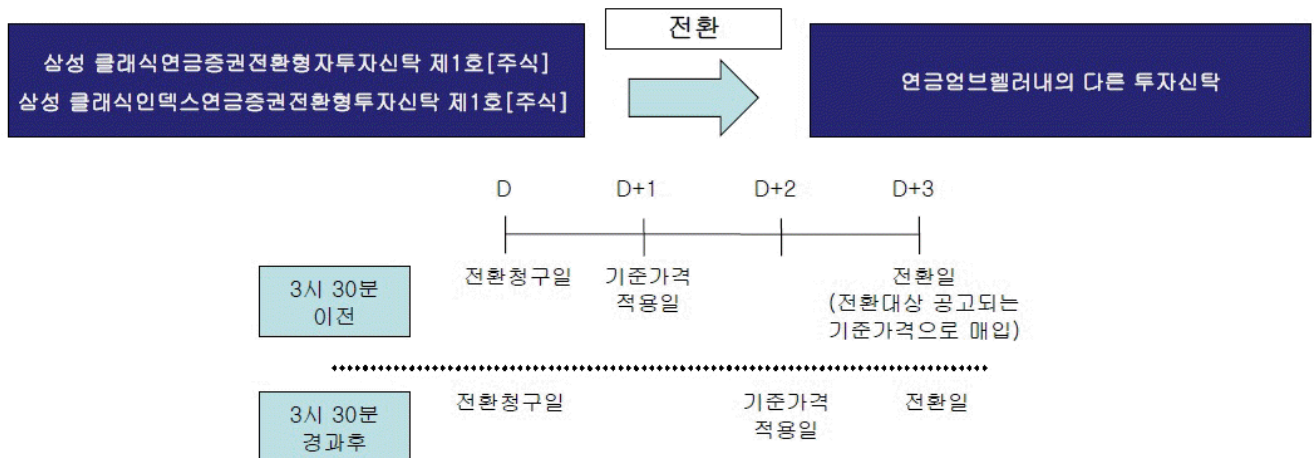 전환
삼성 클래식연금증권전환형자투자신탁 제1호[주식]
삼성 클래식인덱스연금증권전환형투자신탁 제1호[주식]
연금엄브렐러내의 다른 투자신탁
D D+1 D+2 D+3
3시 30분
이전
전환청구일
기준가격
적용일
전환일
(전환대상 공고되는
기준가격으로 매입)
3시 30분
경과후
전환청구일
기준가격
적용일
전환일